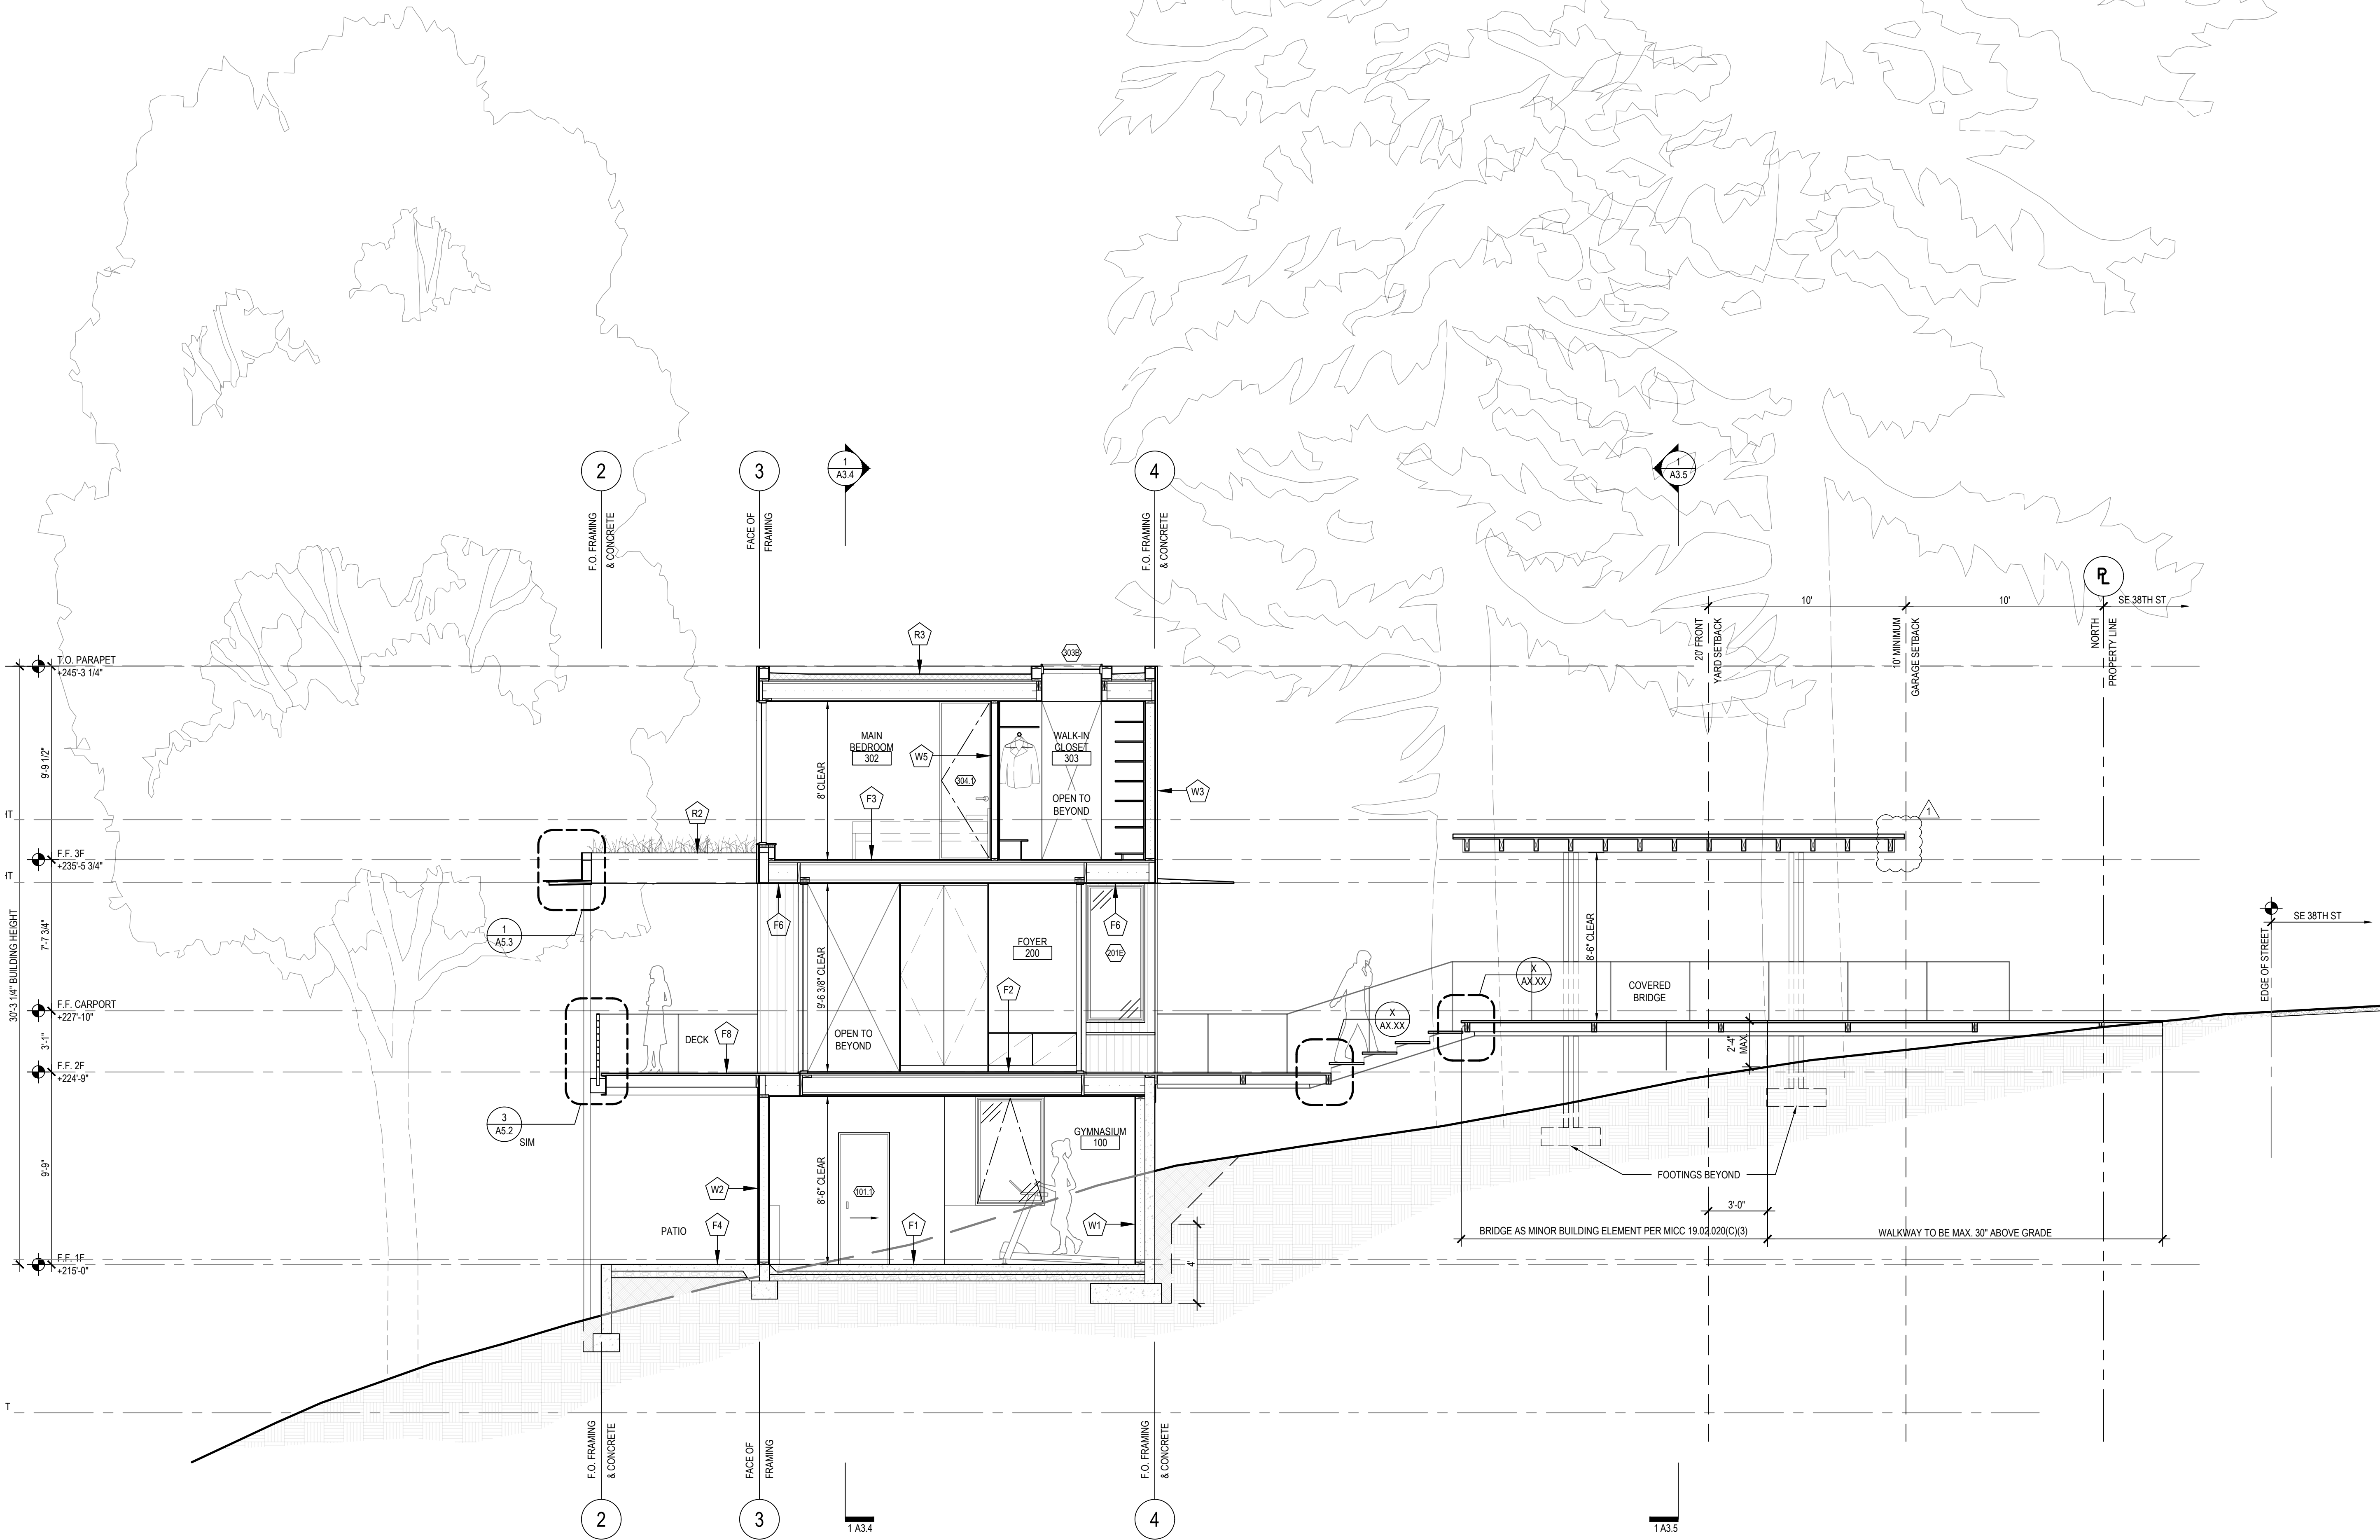 2
3
1
A3.4
4
1
A3.5
F.O. FRAMING
& CONCRETE
FACE OF
FRAMING
F.O. FRAMING
& CONCRETE
PL
10'
10'
SE 38TH ST
20' FRONT
YARD SETBACK
10' MINIMUM
GARAGE SETBACK
NORTH
PROPERTY LINE
R3
303B
T.O. PARAPET
+245'-3 1/4"
9'-9 1/2"
MAIN
BEDROOM
302
W5
304.1
8' CLEAR
F3
WALK-IN
CLOSET
303
OPEN TO
BEYOND
W3
R2
1
HT
F.F. 3F
+235'-5 3/4"
HT
30'-3 1/4" BUILDING HEIGHT
7'-7 3/4"
1
A5.3
F6
F6
FOYER
200
201E
9'-6 3/8" CLEAR
8'-6" CLEAR
SE 38TH ST
EDGE OF STREET
X
AX.XX
COVERED
BRIDGE
F2
F.F. CARPORT
+227'-10"
3'-1"
DECK
F8
OPEN TO
BEYOND
X
AX.XX
2'-4"
MAX.
F.F. 2F
+224'-9"
3
A5.2
SIM
GYMNASIUM
100
9'-9"
8'-6" CLEAR
FOOTINGS BEYOND
W2
101.1
PATIO
F4
F1
W1
3'-0"
BRIDGE AS MINOR BUILDING ELEMENT PER MICC 19.02.020(C)(3)
WALKWAY TO BE MAX. 30" ABOVE GRADE
F.F. 1F
+215'-0"
4'
T
F.O. FRAMING
& CONCRETE
FACE OF
FRAMING
F.O. FRAMING
& CONCRETE
2
3
4
1 A3.4
1 A3.5